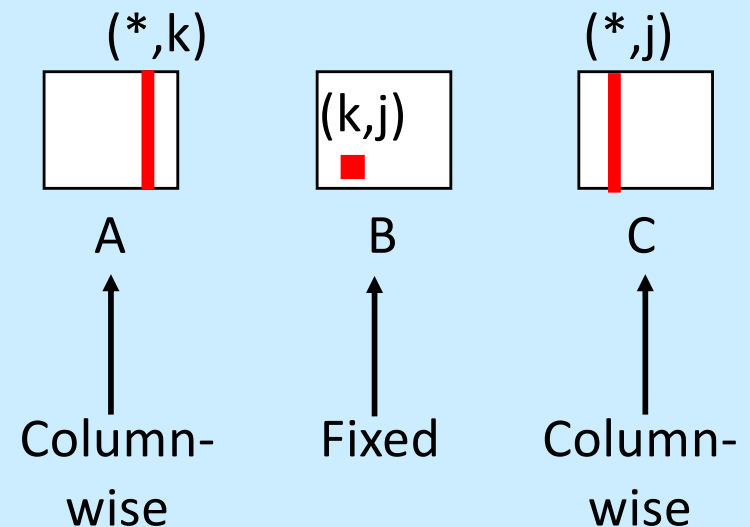 (*,k)
(*,j)
(k,j)
A
B
C
Column-
wise
Fixed
Column-
wise